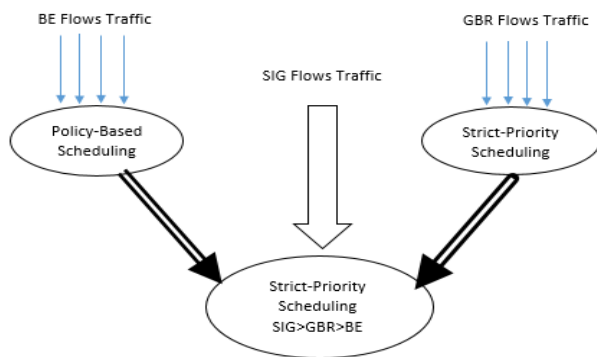 BE Flows Traffic
GBR Flows Traffic
SIG Flows Traffic
Policy-Based
Scheduling
Strict-Priority
Scheduling
Strict-Priority
Scheduling
SIG>GBR>BE